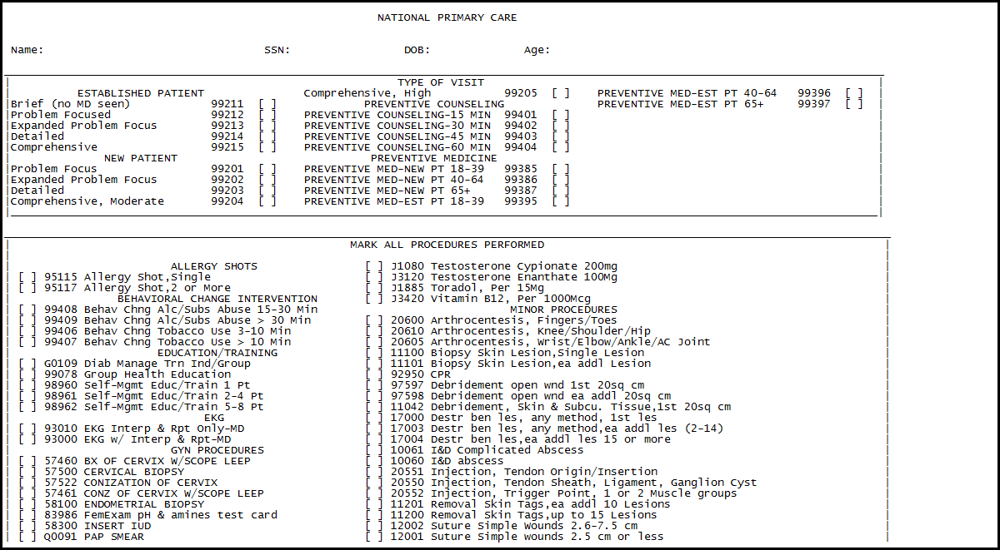 NATIONAL PRIMARY CARE
Name: SSN: DOB: Age:
TYPE OF VISIT
ESTABLISHED PATIENT Comprehensive, High 99205 [ ] PREVENTIVE MED-EST PT 40-64 99396 [ ]
Brief (no MD seen) 99211 [ ] PREVENTIVE COUNSELING PREVENTIVE MED-EST PT 65+ 99397 [ ]
Problem Focused 99212 [ ] PREVENTIVE COUNSELING-15 MIN 99401 [ ]
Expanded Problem Focus 99213 [ ] PREVENTIVE COUNSELING-30 MIN 99402 [ ]
Detailed 99214 [ ] PREVENTIVE COUNSELING-45 MIN 99403 [ ]
Comprehensive 99215 [ ] PREVENTIVE COUNSELING-60 MIN 99404 [ ]
NEW PATIENT PREVENTIVE MEDICINE
Problem Focus 99201 [ ] PREVENTIVE MED-NEW PT 18-39 99385 [ ]
Expanded Problem Focus 99202 [ ] PREVENTIVE MED-NEW PT 40-64 99386 [ ]
Detailed 99203 [ ] PREVENTIVE MED-NEW PT 65+ 99387 [ ]
Comprehensive, Moderate 99204 [ ] PREVENTIVE MED-EST PT 18-39 99395 [ ]
MARK ALL PROCEDURES PERFORMED
ALLERGY SHOTS [ ] J1080 Testosterone Cypionate 200mg
[ ] 95115 Allergy Shot,Single [ ] J3120 Testosterone Enanthate 100Mg
[ ] 95117 Allergy Shot,2 or More [ ] J1885 Toradol, Per 15Mg
BEHAVIORAL CHANGE INTERVENTION [ ] J3420 Vitamin B12, Per 1000Mcg
[ ] 99408 Behav Chng Alc/Subs Abuse 15-30 Min MINOR PROCEDURES
[ ] 99409 Behav Chng Alc/Subs Abuse > 30 Min [ ] 20600 Arthrocentesis, Fingers/Toes
[ ] 99406 Behav Chng Tobacco Use 3-10 Min [ ] 20610 Arthrocentesis, Knee/Shoulder/Hip
[ ] 99407 Behav Chng Tobacco Use > 10 Min [ ] 20605 Arthrocentesis, Wrist/Elbow/Ankle/AC Joint
EDUCATION/TRAINING [ ] 11100 Biopsy Skin Lesion,Single Lesion
[ ] G0109 Diab Manage Trn Ind/Group [ ] 11101 Biopsy Skin Lesion,ea addl Lesion
[ ] 99078 Group Health Education [ ] 92950 CPR
[ ] 98960 Self-Mgmt Educ/Train 1 Pt [ ] 97597 Debridement open wnd 1st 20sq cm
[ ] 98961 Self-Mgmt Educ/Train 2-4 Pt [ ] 97598 Debridement open wnd ea addl 20sq cm
[ ] 98962 Self-Mgmt Educ/Train 5-8 Pt [ ] 11042 Debridement, Skin & Subcu. Tissue,1st 20sq cm
EKG [ ] 17000 Destr ben les, any method, 1st les
[ ] 93010 EKG Interp & Rpt Only-MD [ ] 17003 Destr ben les, any method,ea addl les (2-14)
[ ] 93000 EKG w/ Interp & Rpt-MD [ ] 17004 Destr ben les,ea addl les 15 or more
GYN PROCEDURES [ ] 10061 I&D Complicated Abscess
[ ] 57460 BX OF CERVIX W/SCOPE LEEP [ ] 10060 I&D abscess
[ ] 57500 CERVICAL BIOPSY [ ] 20551 Injection, Tendon Origin/Insertion
[ ] 57522 CONIZATION OF CERVIX [ ] 20550 Injection, Tendon Sheath, Ligament, Ganglion Cyst
[ ] 57461 CONZ OF CERVIX W/SCOPE LEEP [ ] 20552 Injection, Trigger Point, 1 or 2 Muscle groups
[ ] 58100 ENDOMETRIAL BIOPSY [ ] 11201 Removal Skin Tags,ea addl 10 Lesions
[ ] 83986 FemExam pH & amines test card [ ] 11200 Removal Skin Tags,up to 15 Lesions
[ ] 58300 INSERT IUD [ ] 12002 Suture Simple Wounds 2.6-7.5 cm
[ ] Q0091 PAP SMEAR [ ] 12001 Suture Simple wounds 2.5 cm or less